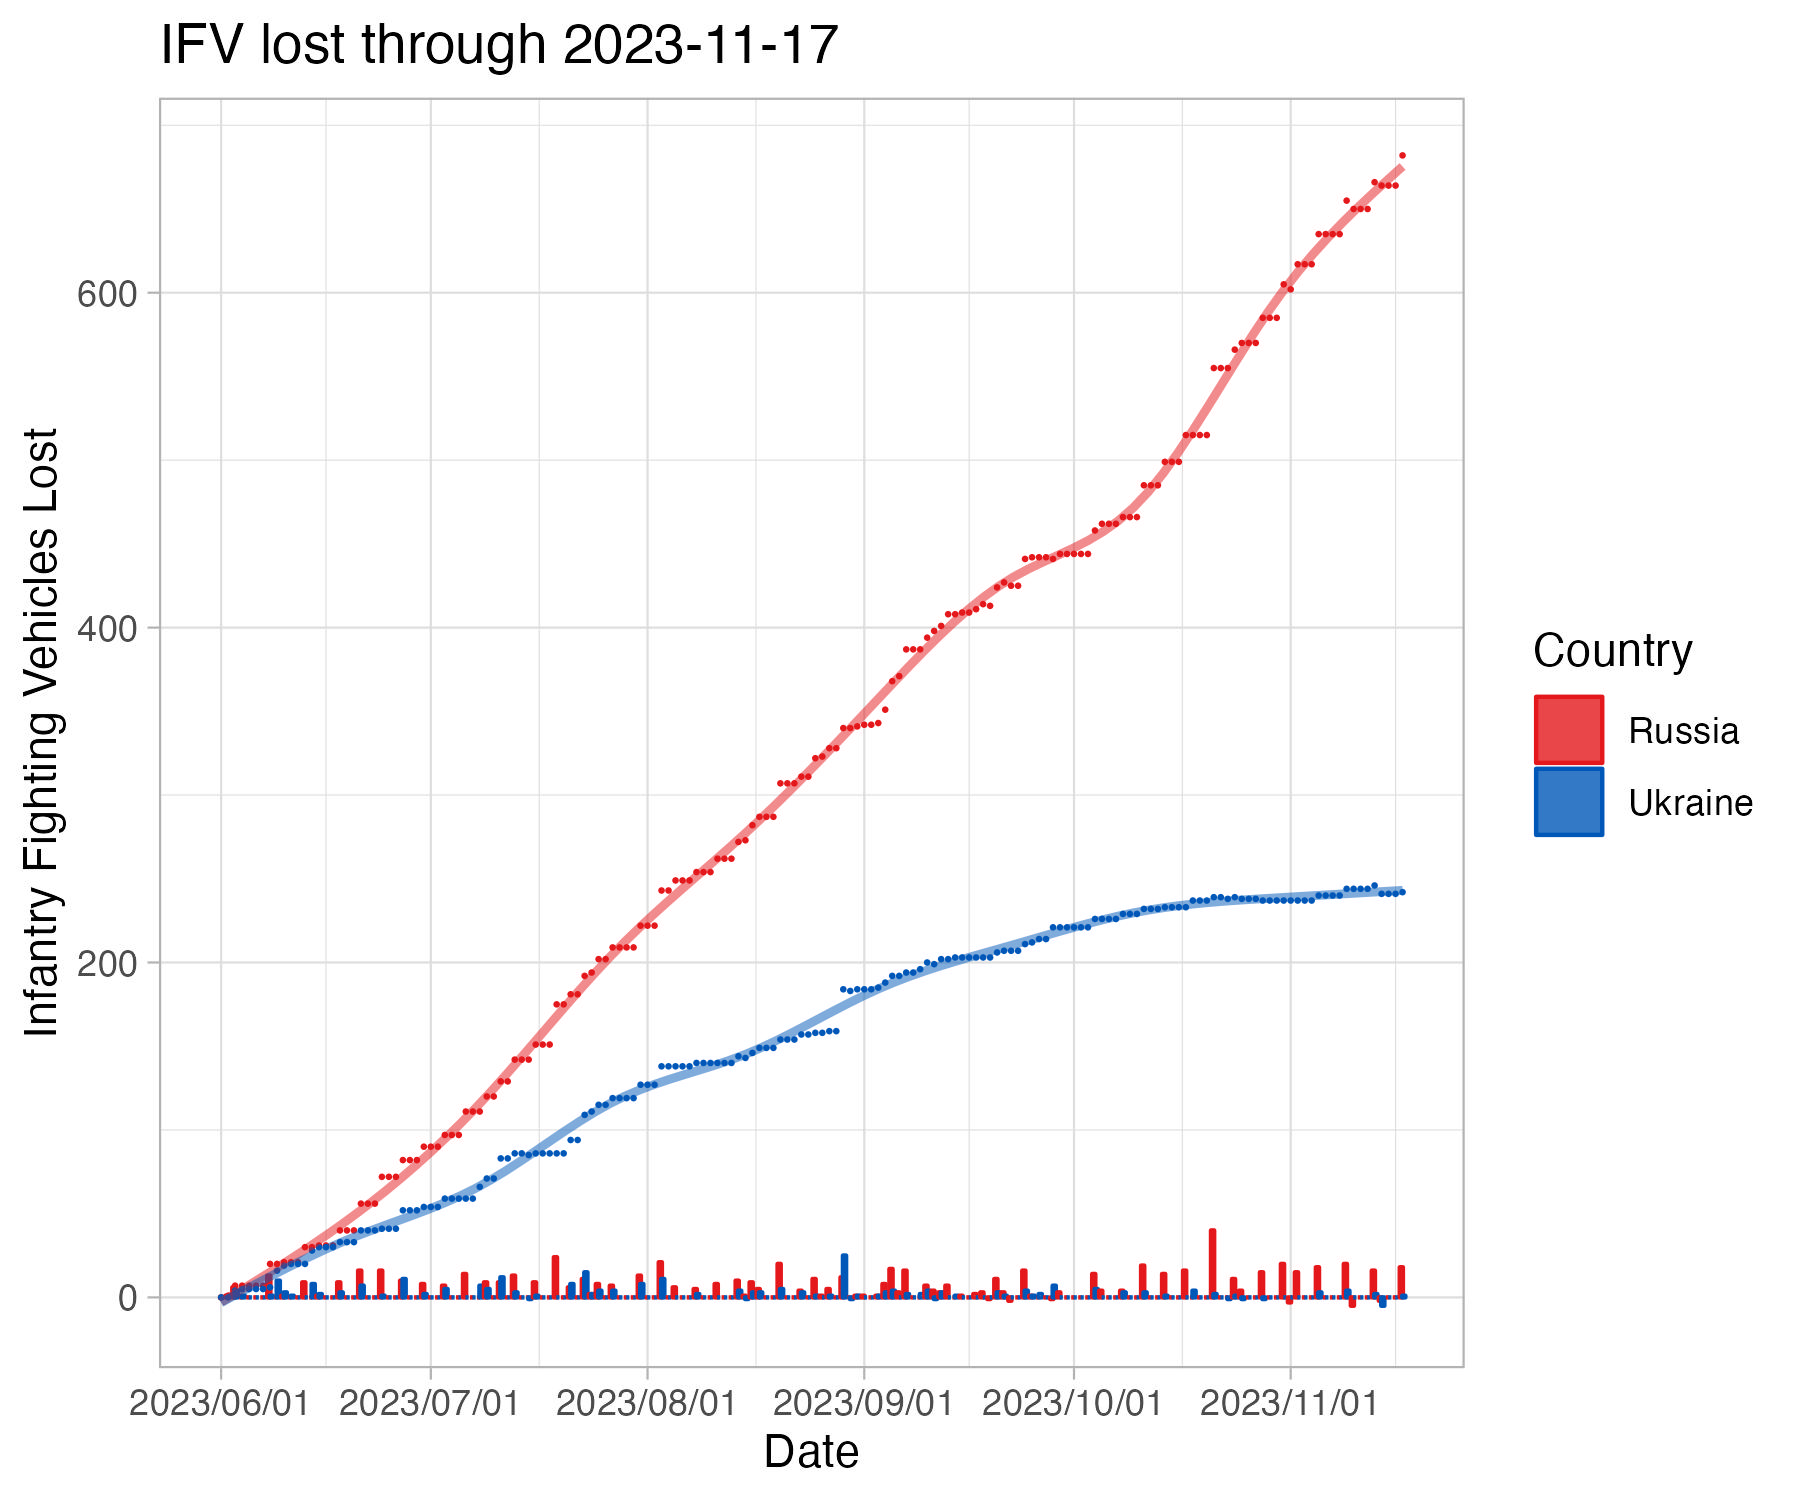 IFV lost through 2023-11-17
Infantry Fighting Vehicles Lost
600
400
200
0
2023/06/01
2023/07/01
2023/08/01
2023/09/01
2023/10/01
2023/11/01
Date
Country
Russia
Ukraine